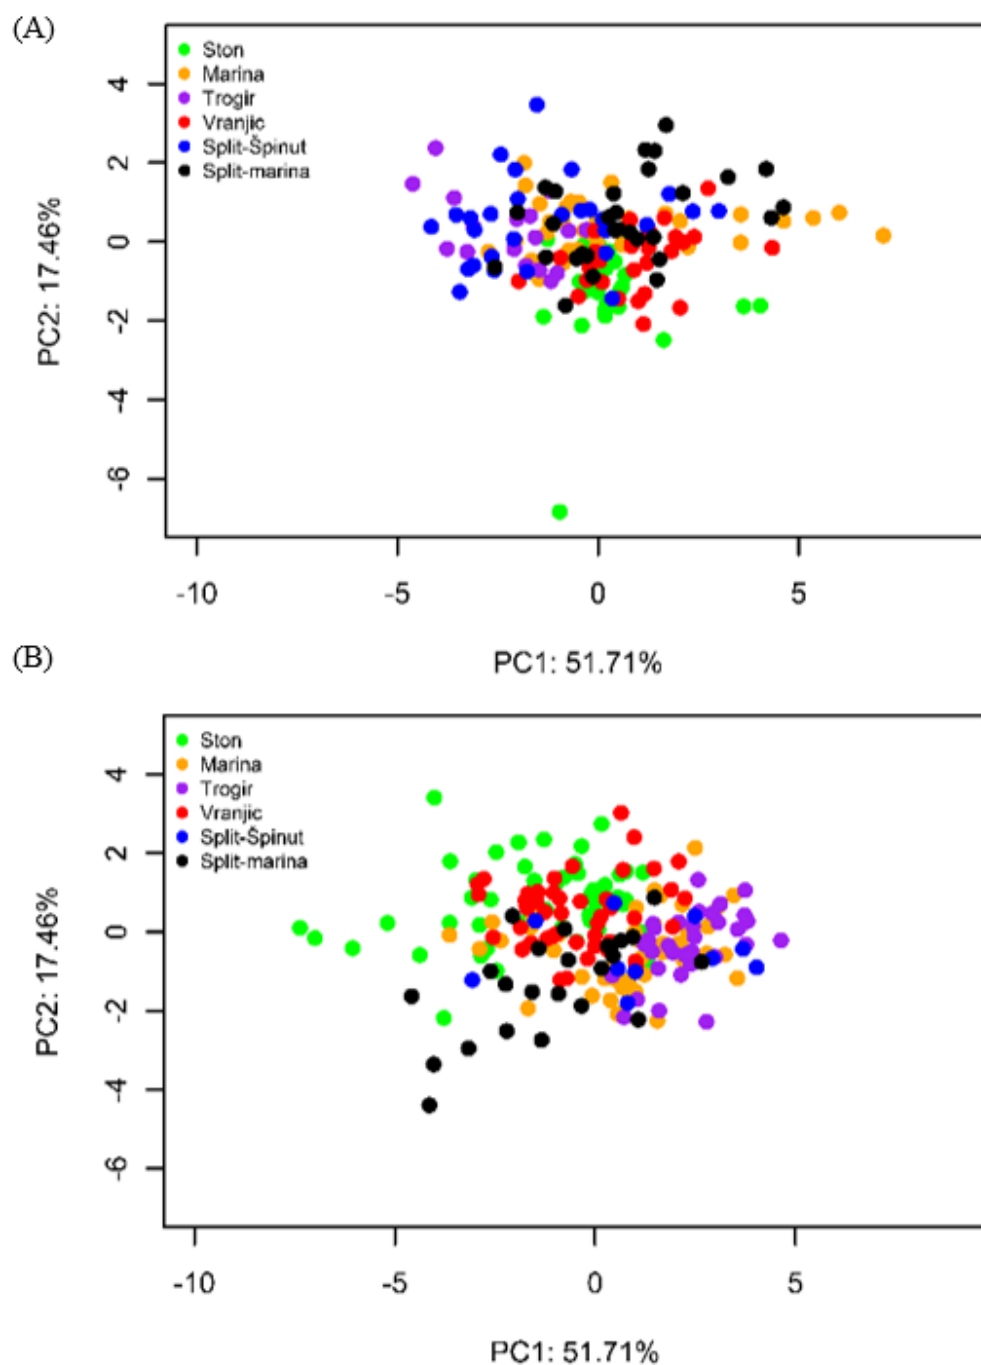 (A)
Ston
Marina
Trogir
Vranjic
Split-Špinut
Split-marina
4
2
0
-2
-4
-6
PC2: 17.46%
-10 -5 0 5
PC1: 51.71%
(B)
Ston
Marina
Trogir
Vranjic
Split-Špinut
Split-marina
4
2
0
-2
-4
-6
PC2: 17.46%
-10 -5 0 5
PC1: 51.71%